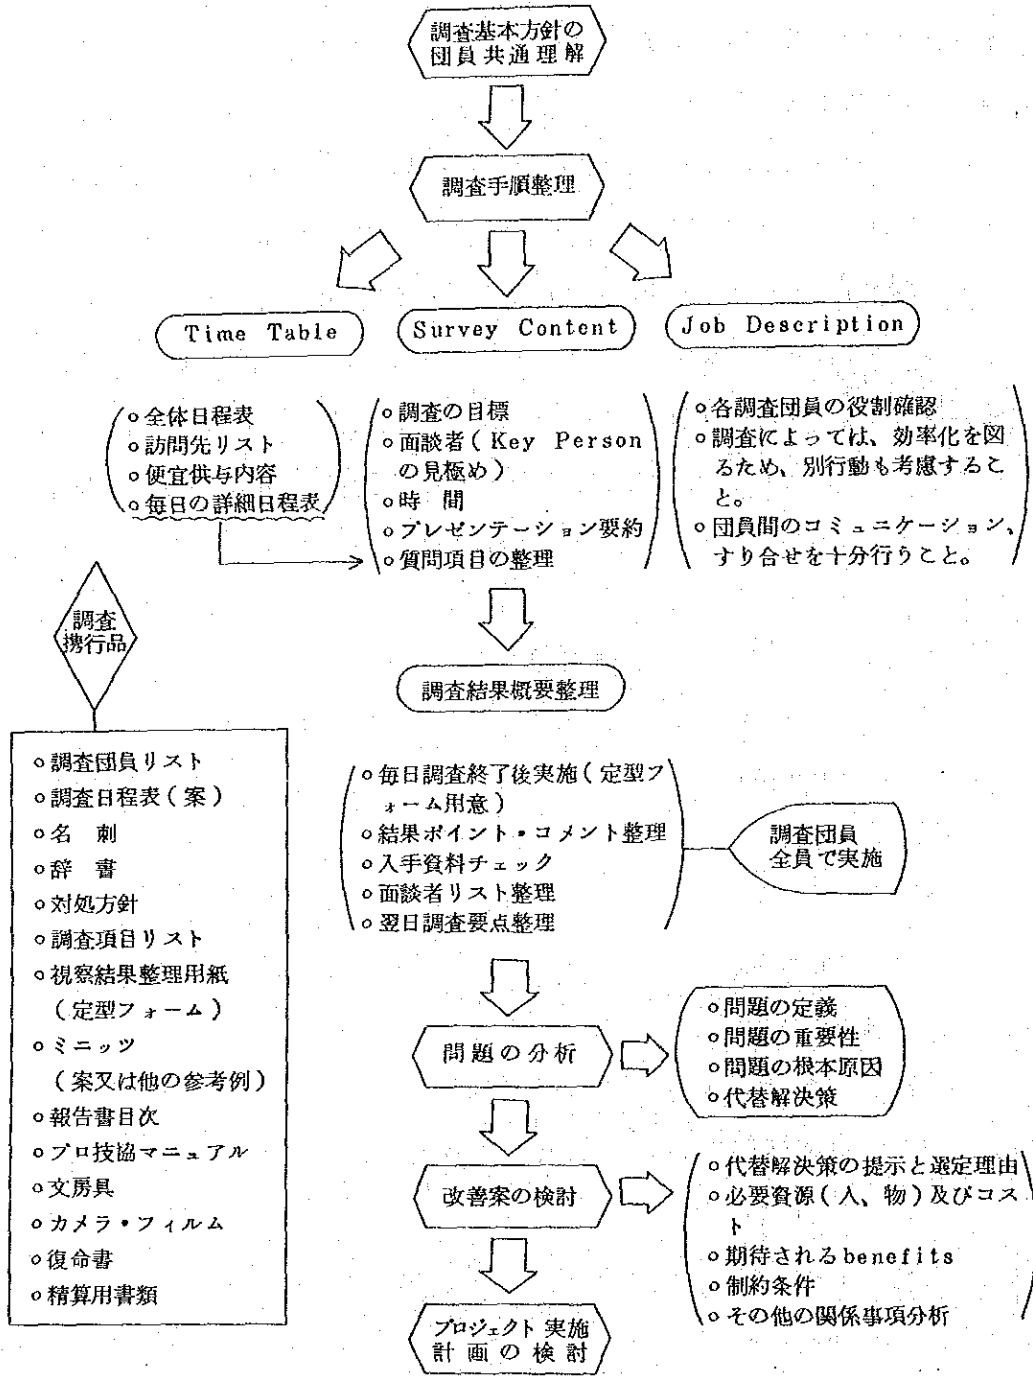 調査基本方針の
団員共通理解
調査手順整理
Time Table
Survey Content
Job Description
○全体日程表
○訪問先リスト
○便宜供与内容
○毎日の詳細日程表
○調査の目標
○面談者(Key Person
の見極め)
○時 間
○プレゼンテーション要約
○質問項目の整理
○各調査団員の役割確認
○調査によっては、効率化を図
るため、別行動も考慮するこ
と。
○団員間のコミュニケーション、
すり合せを十分行うこと。
調査
携行品
○調査団員リスト
○調査日程表(案)
○名 刺
○辞 書
○対処方針
○調査項目リスト
○視察結果整理用紙
(定型フォーム)
○ミニッツ
(案又は他の参考例)
○報告書目次
○プロ技協マニュアル
○文房具
○カメラ・フィルム
○復命書
○精算用書類
調査結果概要整理
○毎日調査終了後実施(定型フ
ォーム用意)
○結果ポイント・コメント整理
○入手資料チェック
○面談者リスト整理
○翌日調査要点整理
調査団員
全員で実施
問題の分析
○問題の定義
○問題の重要性
○問題の根本原因
○代替解決策
改善案の検討
○代替解決策の提示と選定理由
○必要資源(人、物)及びコス
ト
○期待されるbenefits
○制約条件
○その他の関係事項分析
プロジェクト実施
計画の検討